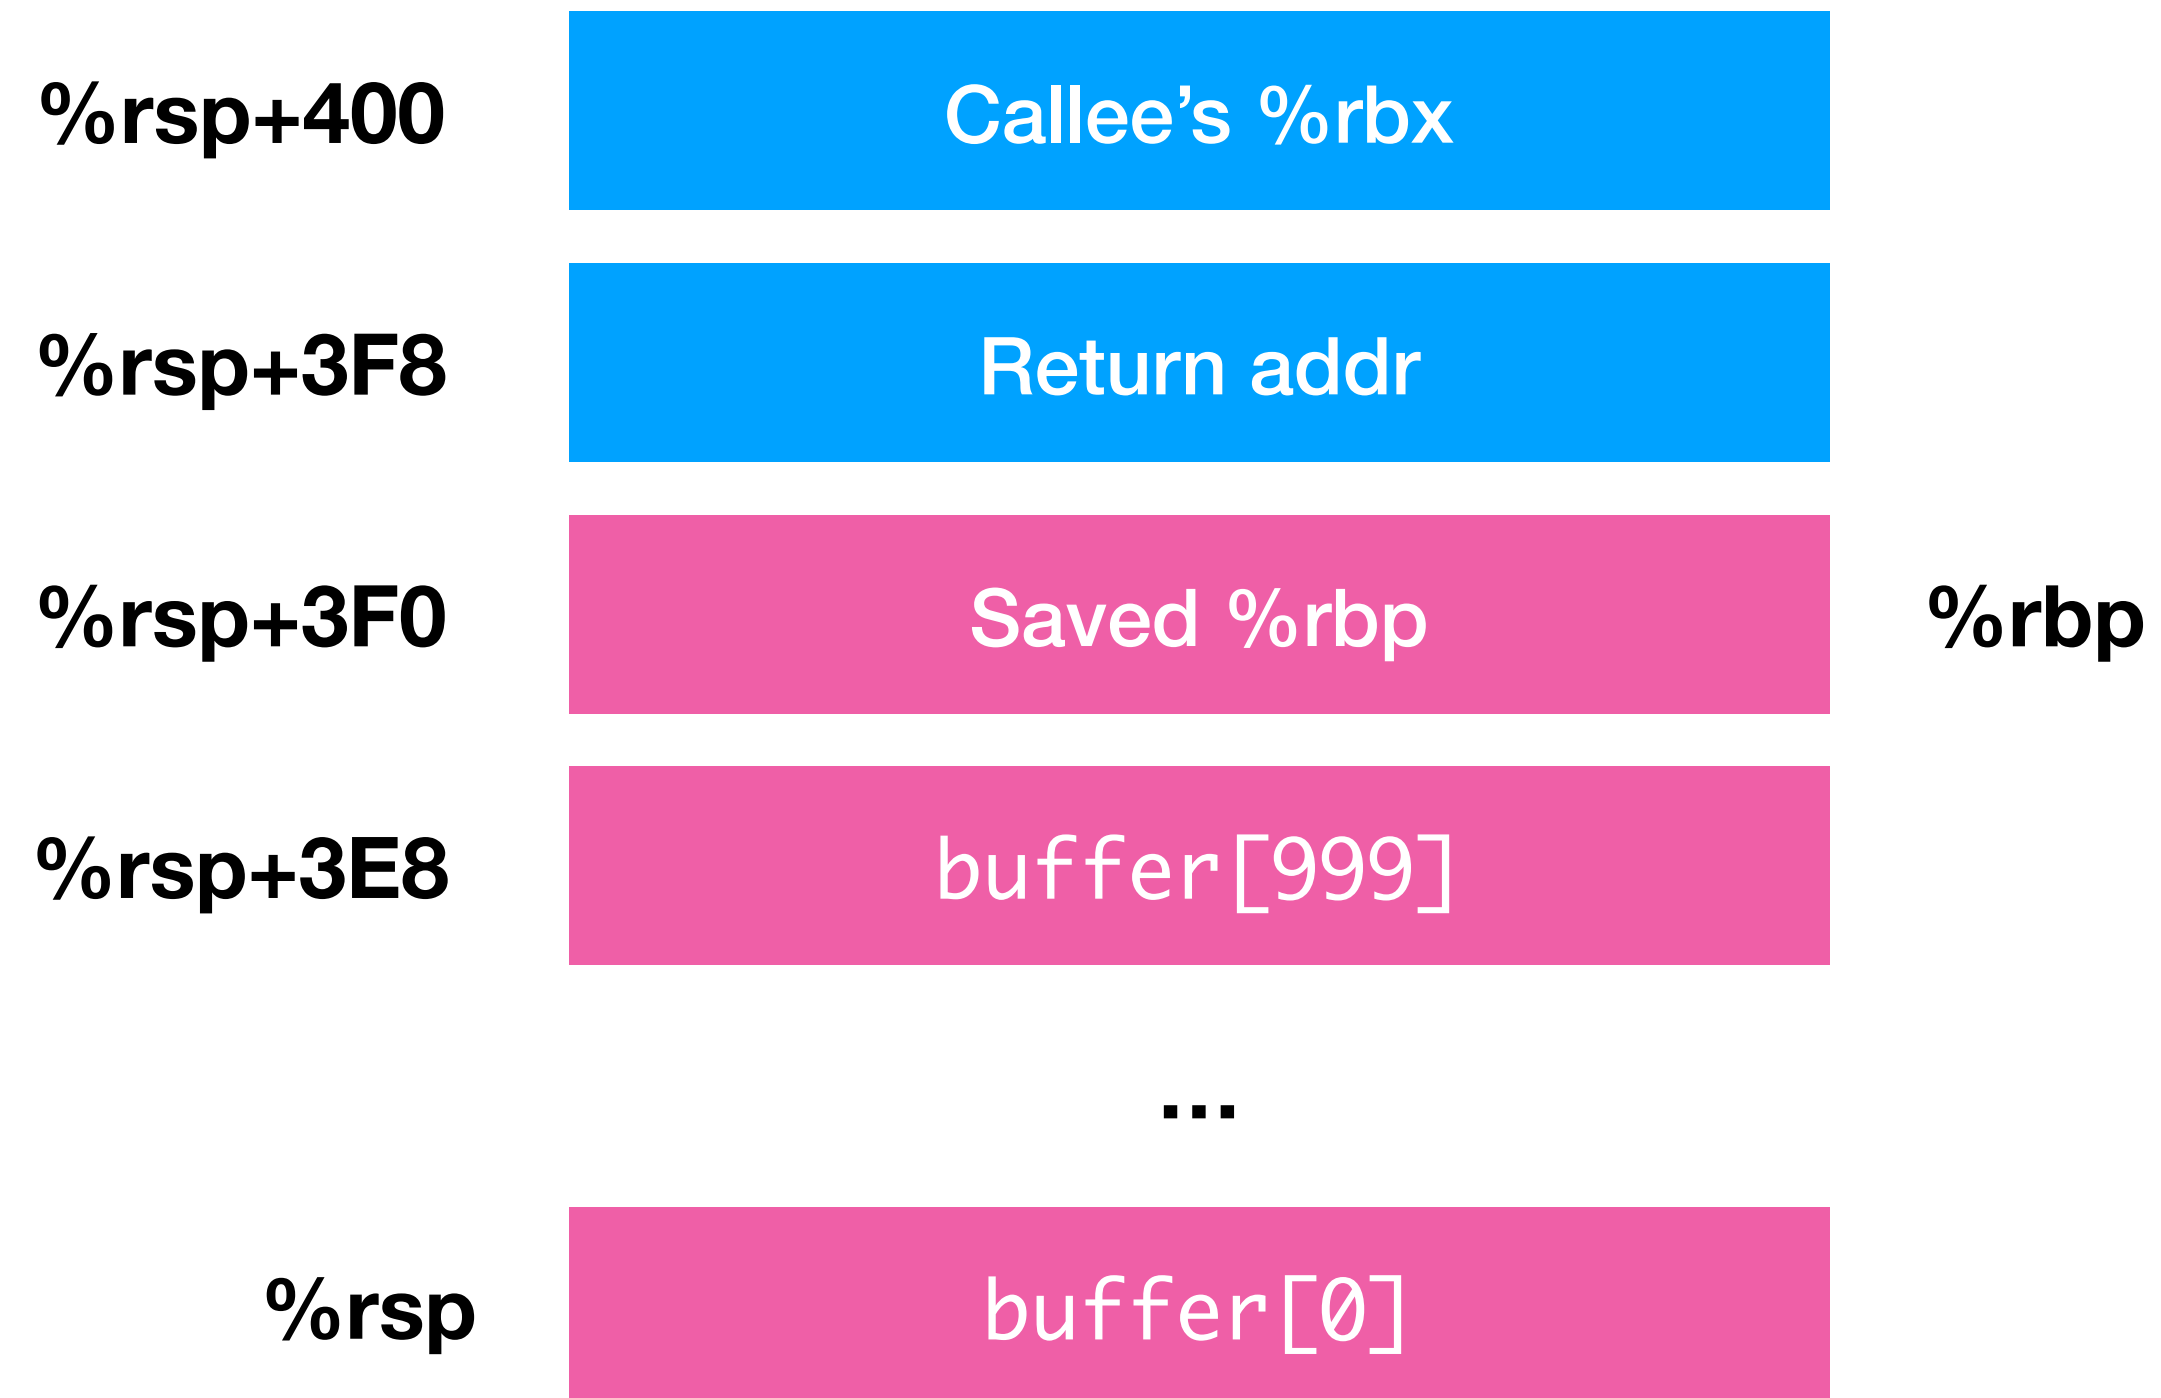 %rsp+400 Callee’s %rbx
%rsp+3F8 Return addr
%rsp+3F0 Saved %rbp %rbp
%rsp+3E8 buffer[999]
...
%rsp buffer[0]